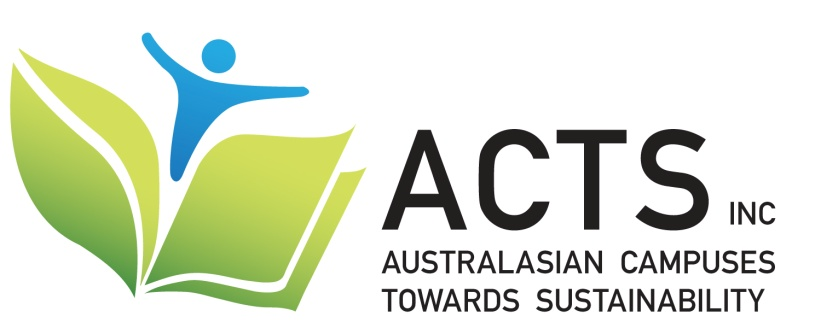 ACTS INC
AUSTRALASIAN CAMPUSES
TOWARDS SUSTAINABILITY